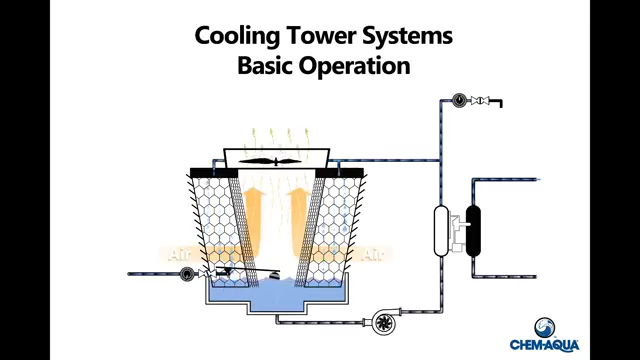 Cooling Tower Systems
Basic Operation
Air
Air
CHEM-AQUA